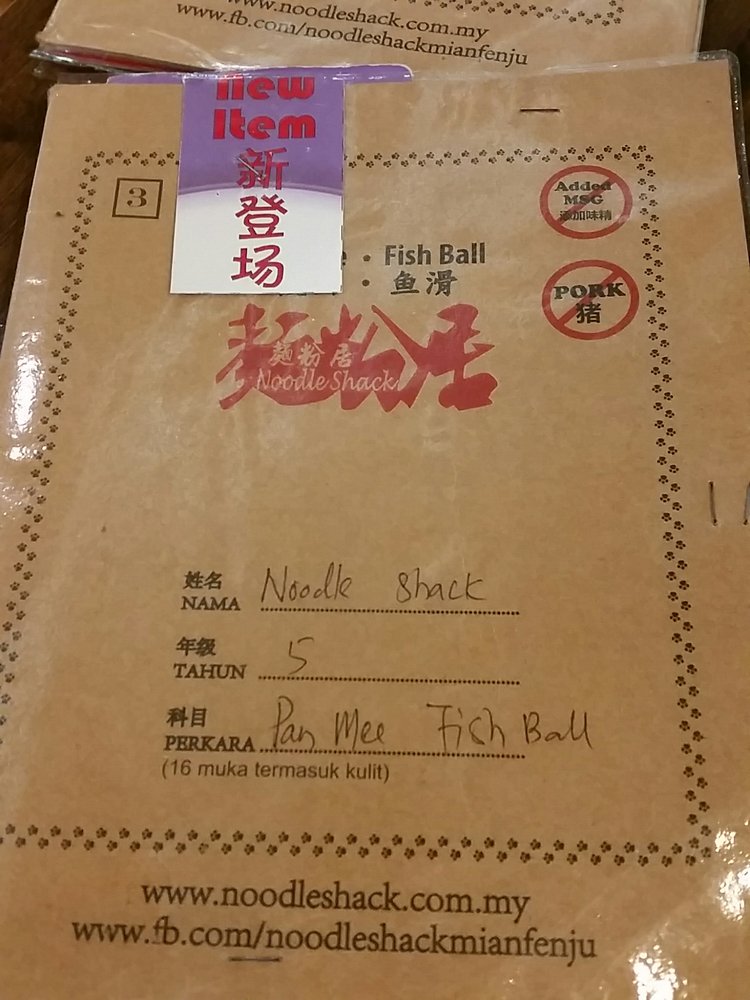 www.noodleshack.com.my
www.fb.com/noodleshackmianfenju
New
Item
新
登
场
3
Added
MSG
添加味精
e · Fish Ball
· 鱼滑
PORK
猪
麵粉居
麵粉居
Noodle Shack
姓名
NAMA Noodle Shack
年级
TAHUN 5
科目
PERKARA Pan Mee Fish Ball
(16 muka termasuk kulit)
www.noodleshack.com.my
www.fb.com/noodleshackmianfenju